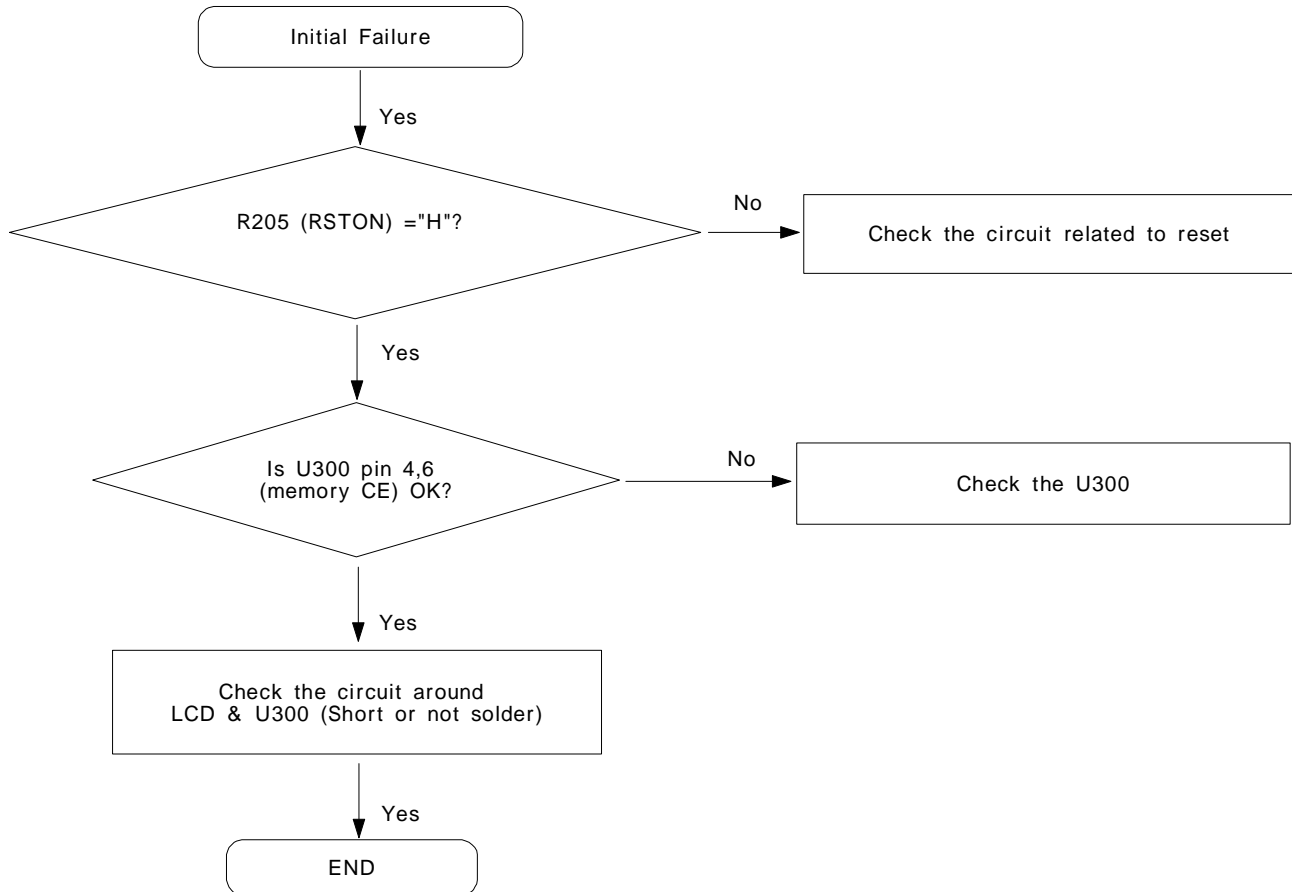 Initial Failure
Yes
R205 (RSTON) ="H"?
No
Check the circuit related to reset
Yes
Is U300 pin 4,6
(memory CE) OK?
No
Check the U300
Yes
Check the circuit around
LCD & U300 (Short or not solder)
Yes
END